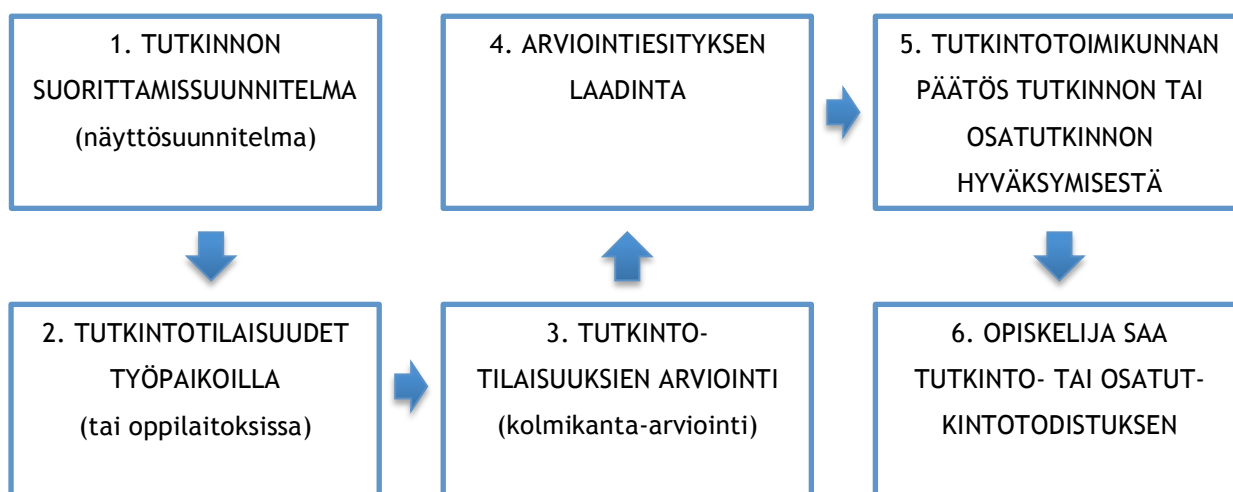 1. TUTKINNON
SUORITTAMISSUUNNITELMA
(näyttösuunnitelma)
2. TUTKINTOTILAISUUDET
TYÖPAIKOILLA
(tai oppilaitoksissa)
3. TUTKINTO-
TILAISUUKSIEN ARVIOINTI
(kolmikanta-arviointi)
4. ARVIOINTIESITYKSEN
LAADINTA
5. TUTKINTOTOIMIKUNNAN
PÄÄTÖS TUTKINNON TAI
OSATUTKINNON
HYVÄKSYMISESTÄ
6. OPISKELIJA SAA
TUTKINTO- TAI OSATUT-
KINTOTODISTUKSEN